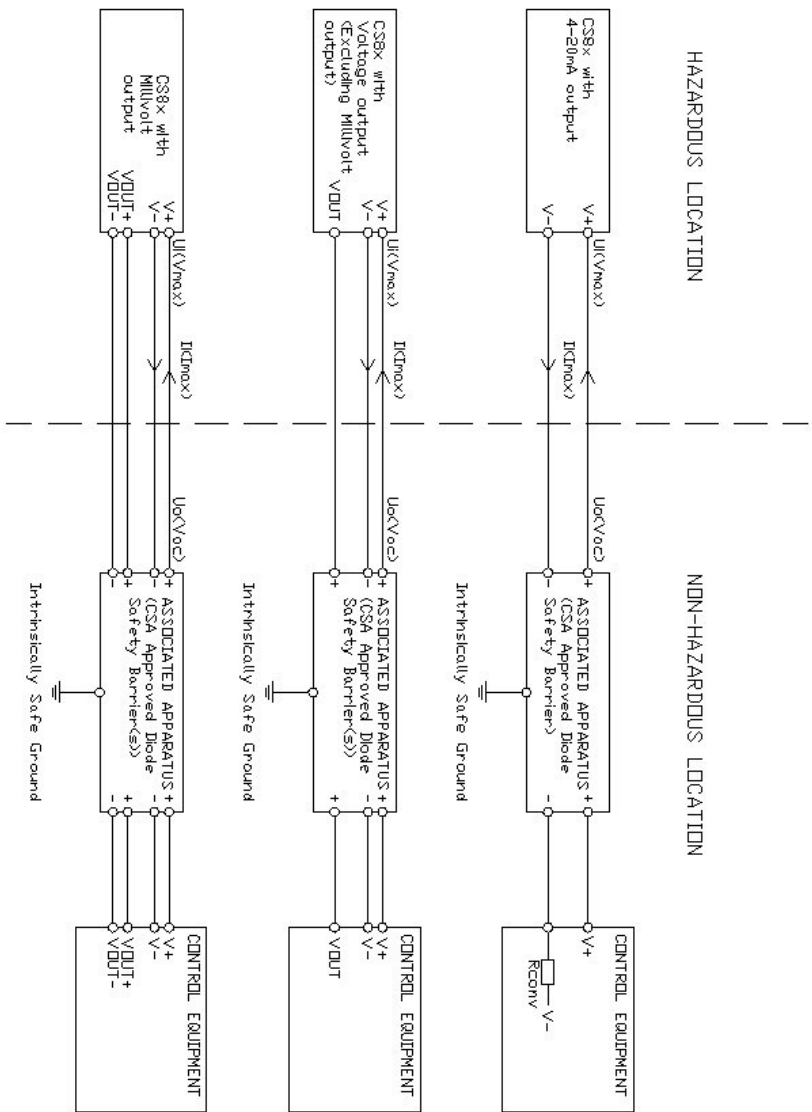 HAZARDOUS LOCATION
NON-HAZARDOUS LOCATION
CS8x with
4-20mA output
V+
V-
Ui(Vmax)
Ii(Imax)
Uo(Voc)
+
-
ASSOCIATED APPARATUS
(CSA Approved Diode
Safety Barrier)
+
-
Intrinsically Safe Ground
CONTROL EQUIPMENT
V+
Rconv
V-
CS8x with
Voltage output
(Excluding Millivolt
output)
V+
V-
VOUT
Ui(Vmax)
Ii(Imax)
Uo(Voc)
+
-
+
ASSOCIATED APPARATUS
(CSA Approved Diode
Safety Barrier(s))
+
-
+
Intrinsically Safe Ground
CONTROL EQUIPMENT
V+
V-
VOUT
CS8x with
Millivolt
output
V+
V-
VOUT+
VOUT-
Ui(Vmax)
Ii(Imax)
Uo(Voc)
+
-
+
-
ASSOCIATED APPARATUS
(CSA Approved Diode
Safety Barrier(s))
+
-
+
-
Intrinsically Safe Ground
CONTROL EQUIPMENT
V+
V-
VOUT+
VOUT-